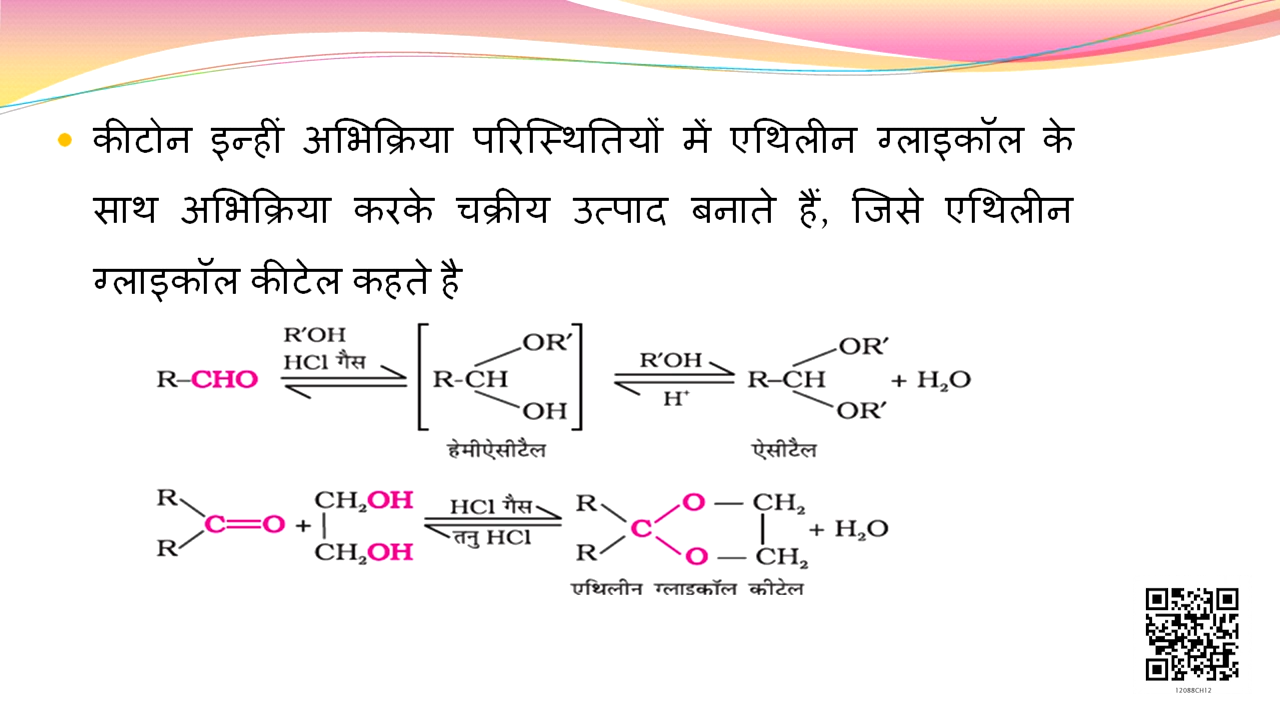 • कीटोन इन्हीं अभिक्रिया परिस्थितियों में एथिलीन ग्लाइकॉल के
साथ अभिक्रिया करके चक्रीय उत्पाद बनाते हैं, जिसे एथिलीन
ग्लाइकॉल कीटेल कहते है
R′OH
HCl गैस
R–CHO
R-CH
OR′
OH
हेमीऐसीटैल
R′OH
H⁺
R–CH
OR′
OR′
+ H₂O
ऐसीटैल
R
R
C=O
+
CH₂OH
|
CH₂OH
HCl गैस
तनु HCl
R
R
C
O — CH₂
|
O — CH₂
+ H₂O
एथिलीन ग्लाइकॉल कीटेल
12088CH12